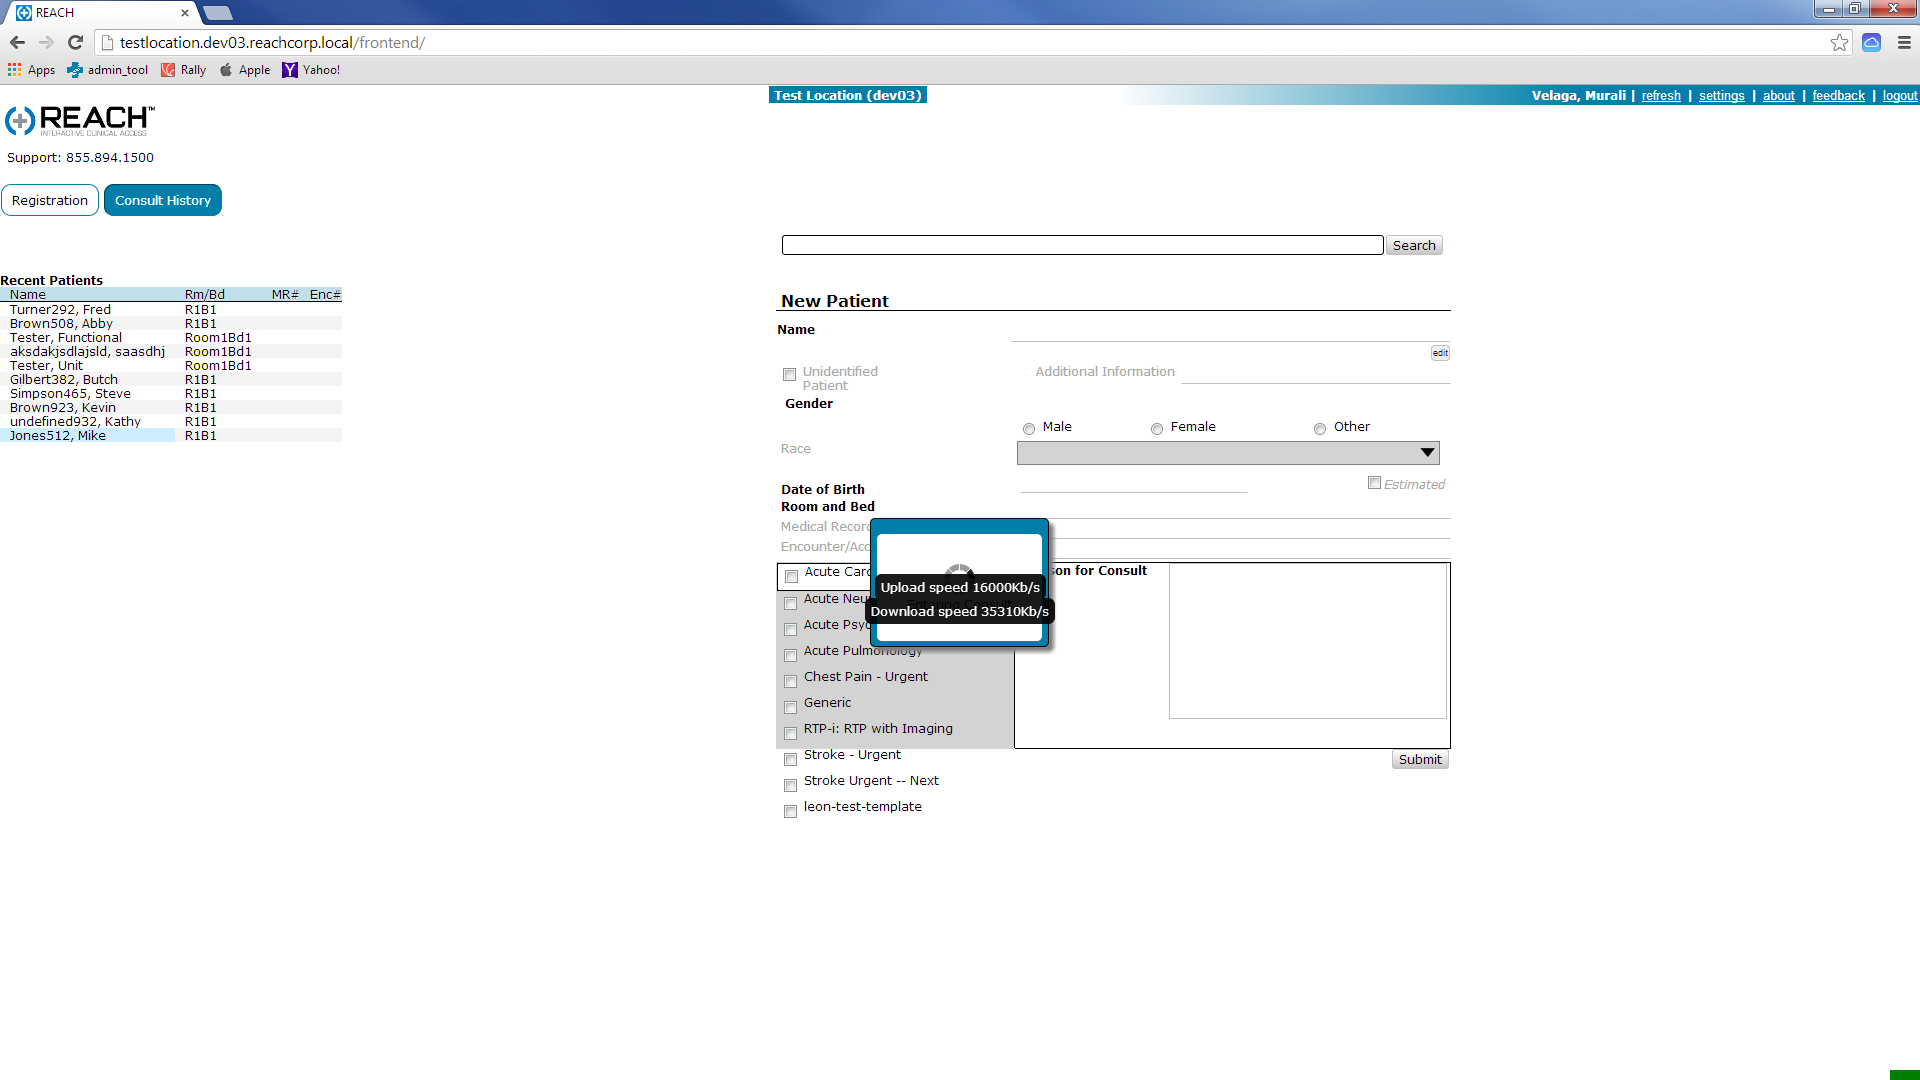 REACH
testlocation.dev03.reachcorp.local/frontend/
Apps admin_tool Rally Apple Yahoo!
Test Location (dev03) Velaga, Murali | refresh | settings | about | feedback | logout
REACH™
INTERACTIVE CLINICAL ACCESS
Support: 855.894.1500
Registration Consult History
Search
Recent Patients
Name Rm/Bd MR# Enc#
Turner292, Fred R1B1
Brown508, Abby R1B1
Tester, Functional Room1Bd1
aksdakjsdlajsld, saasdhj Room1Bd1
Tester, Unit Room1Bd1
Gilbert382, Butch R1B1
Simpson465, Steve R1B1
Brown923, Kevin R1B1
undefined932, Kathy R1B1
Jones512, Mike R1B1
New Patient
Name
edit
Unidentified Patient Additional Information
Gender
Male Female Other
Race
Date of Birth Estimated
Room and Bed
Medical Recor
Encounter/Acc
Acute Card
Acute Neu
Acute Psyc
Acute Pulmonology
Chest Pain - Urgent
Generic
RTP-i: RTP with Imaging
Stroke - Urgent
Stroke Urgent -- Next
leon-test-template
son for Consult
Upload speed 16000Kb/s
Download speed 35310Kb/s
Submit